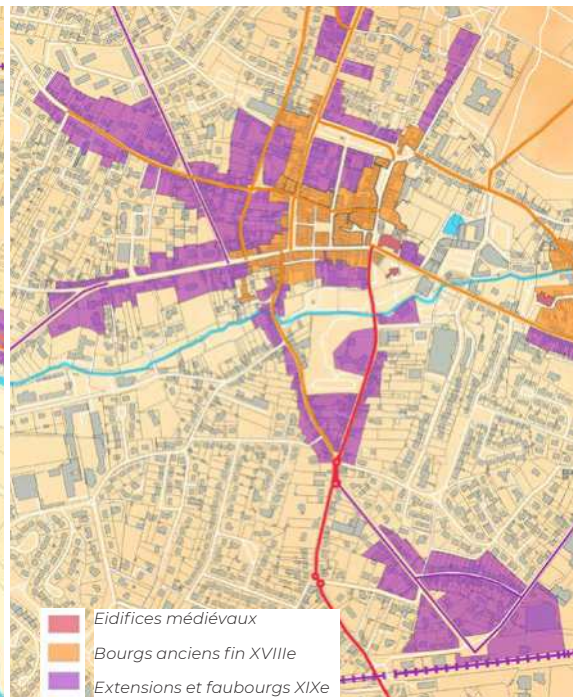 Eidifices médiévaux
Bourgs anciens fin XVIIIe
Extensions et faubourgs XIXe